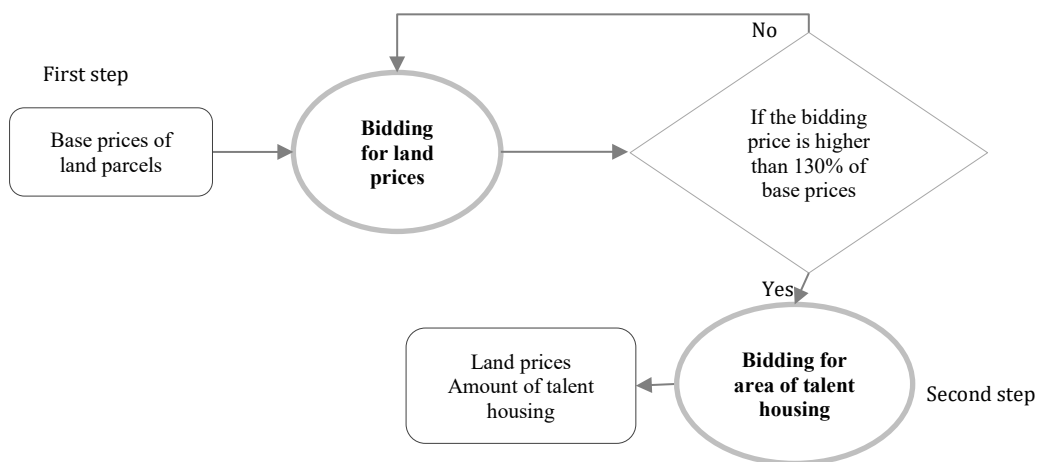 No
First step
Base prices of
land parcels
Bidding
for land
prices
If the bidding
price is higher
than 130% of
base prices
Yes
Land prices
Amount of talent
housing
Bidding for
area of talent
housing
Second step